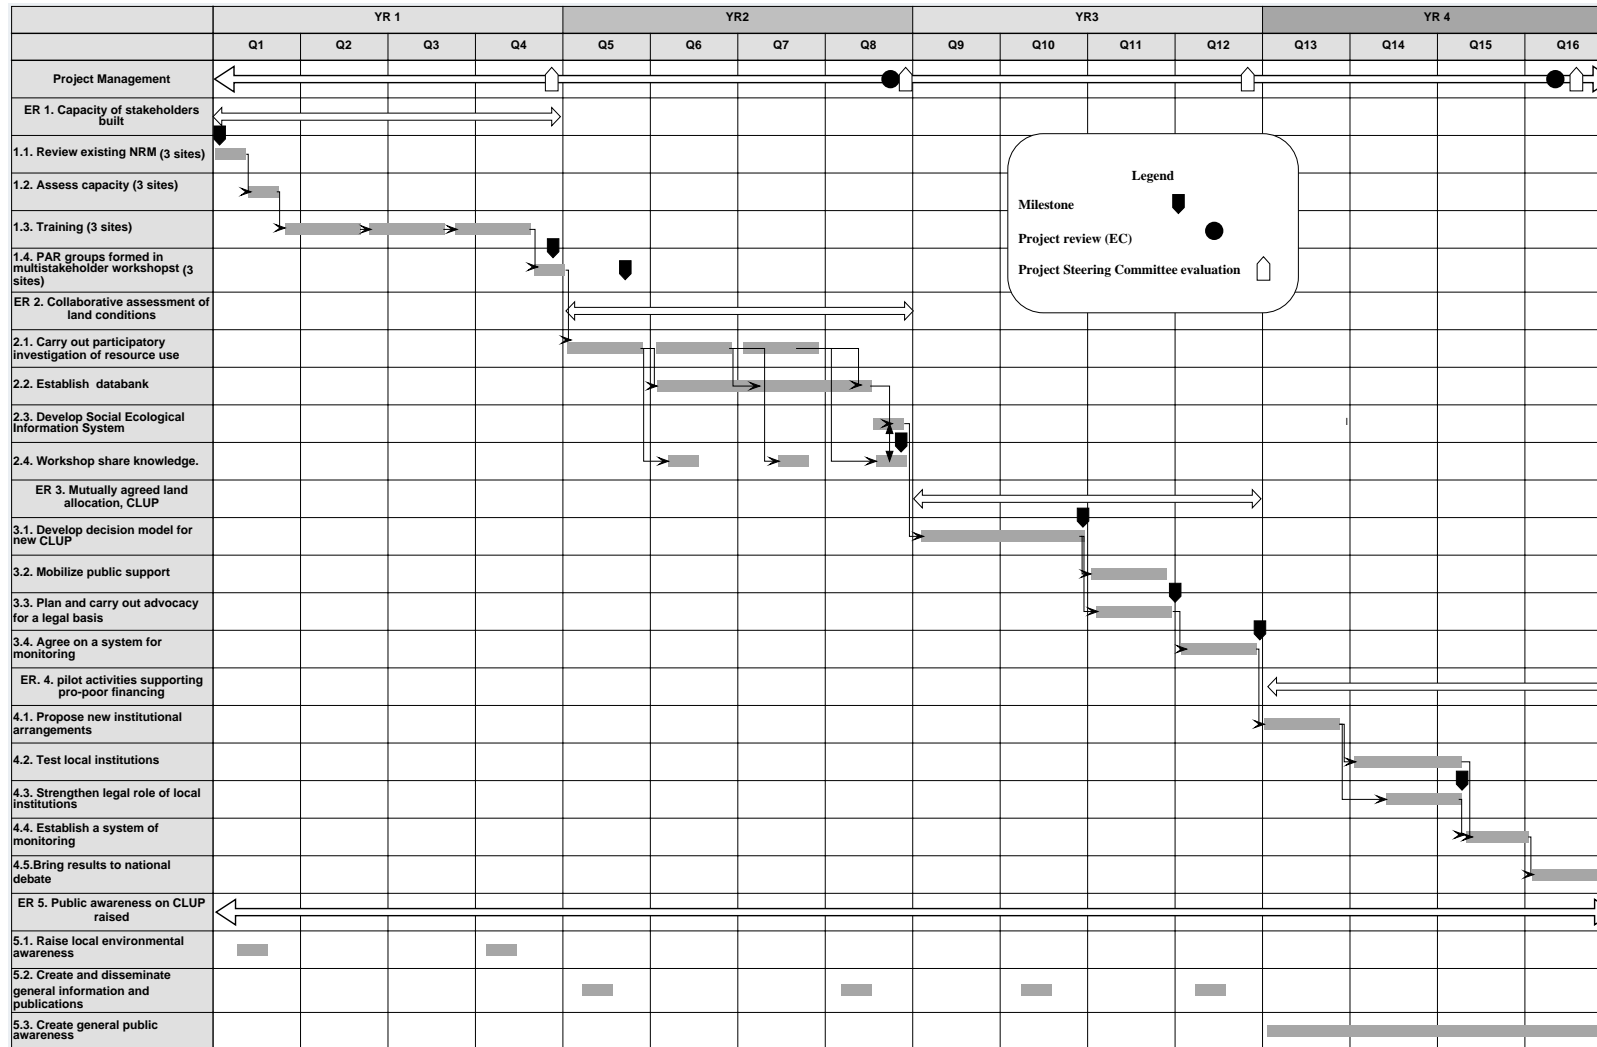 YR 1 YR2 YR3 YR 4
Q1 Q2 Q3 Q4 Q5 Q6 Q7 Q8 Q9 Q10 Q11 Q12 Q13 Q14 Q15 Q16
Project Management
ER 1. Capacity of stakeholders
built
1.1. Review existing NRM (3 sites)
1.2. Assess capacity (3 sites)
1.3. Training (3 sites)
1.4. PAR groups formed in
multistakeholder workshopst (3
sites)
ER 2. Collaborative assessment of
land conditions
2.1. Carry out participatory
investigation of resource use
2.2. Establish databank
2.3. Develop Social Ecological
Information System
2.4. Workshop share knowledge.
ER 3. Mutually agreed land
allocation, CLUP
3.1. Develop decision model for
new CLUP
3.2. Mobilize public support
3.3. Plan and carry out advocacy
for a legal basis
3.4. Agree on a system for
monitoring
ER. 4. pilot activities supporting
pro-poor financing
4.1. Propose new institutional
arrangements
4.2. Test local institutions
4.3. Strengthen legal role of local
institutions
4.4. Establish a system of
monitoring
4.5.Bring results to national
debate
ER 5. Public awareness on CLUP
raised
5.1. Raise local environmental
awareness
5.2. Create and disseminate
general information and
publications
5.3. Create general public
awareness
Legend
Milestone
Project review (EC)
Project Steering Committee evaluation